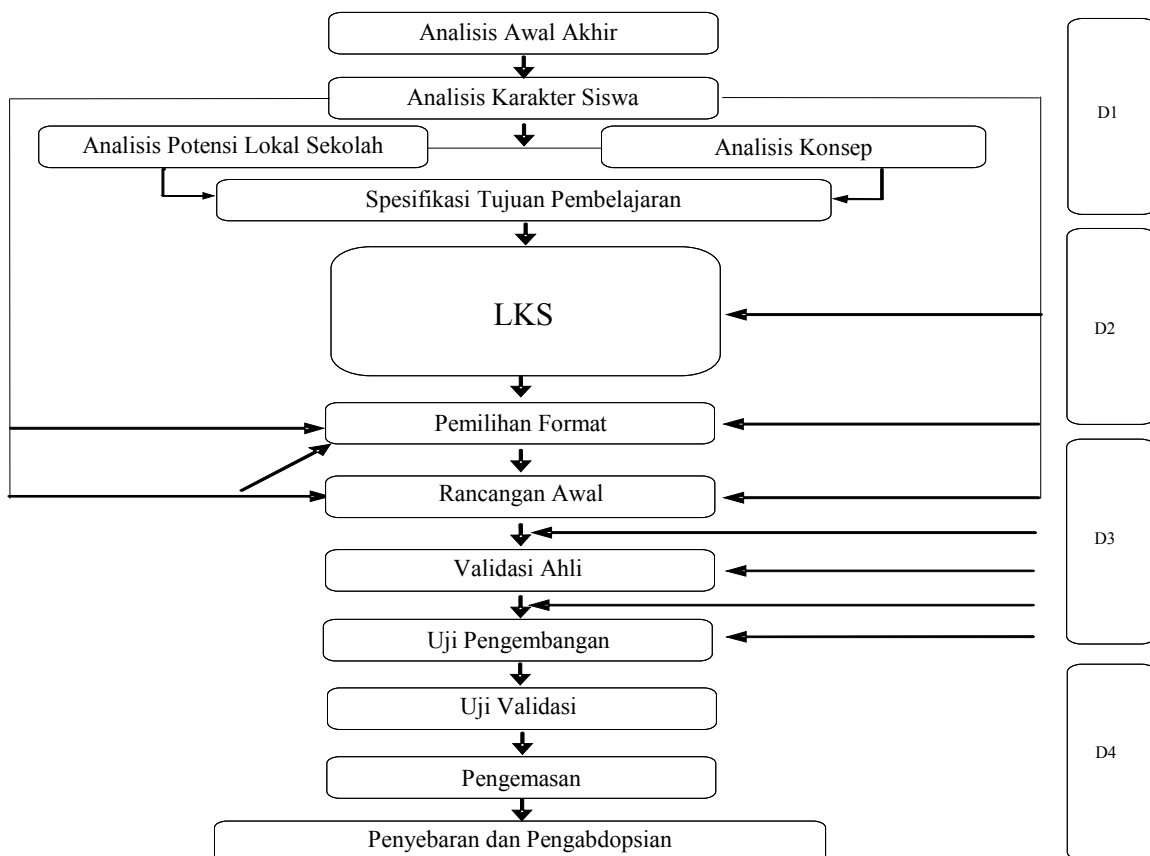 Analisis Awal Akhir
Analisis Karakter Siswa
Analisis Potensi Lokal Sekolah
Analisis Konsep
Spesifikasi Tujuan Pembelajaran
LKS
Pemilihan Format
Rancangan Awal
Validasi Ahli
Uji Pengembangan
Uji Validasi
Pengemasan
Penyebaran dan Pengabdopsian
D1
D2
D3
D4